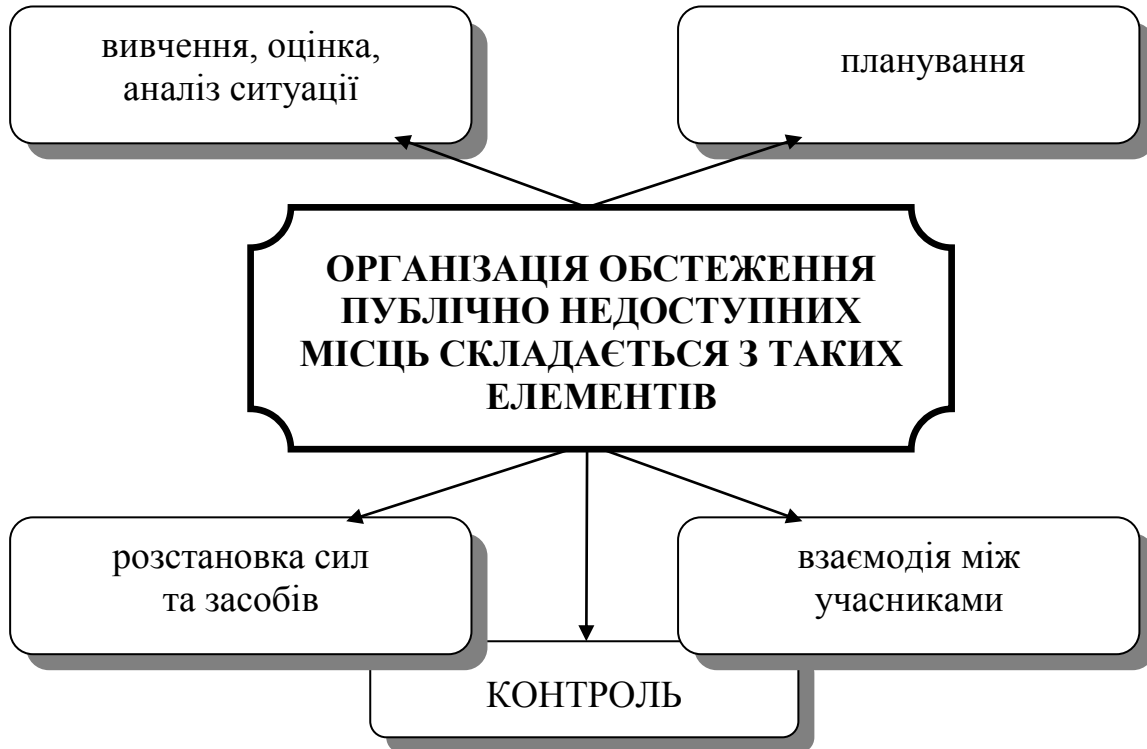 вивчення, оцінка,
аналіз ситуації
планування
ОРГАНІЗАЦІЯ ОБСТЕЖЕННЯ
ПУБЛІЧНО НЕДОСТУПНИХ
МІСЦЬ СКЛАДАЄТЬСЯ З ТАКИХ
ЕЛЕМЕНТІВ
розстановка сил
та засобів
взаємодія між
учасниками
КОНТРОЛЬ